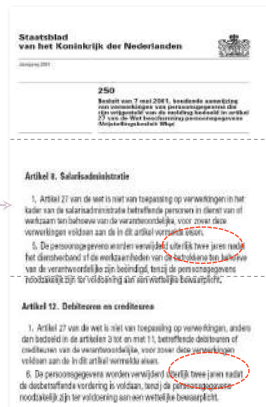 Staatsblad
van het Koninkrijk der Nederlanden
Jaargang 2001
250
Besluit van 7 mei 2001, houdende aanwijzing
van verwerkingen van persoonsgegevens die
zijn vrijgesteld van de melding bedoeld in artikel
27 van de Wet bescherming persoonsgegevens
(Vrijstellingsbesluit Wbp)
Artikel 8. Salarisadministratie
1. Artikel 27 van de wet is niet van toepassing op verwerkingen in het
kader van de salarisadministratie betreffende personen in dienst van of
werkzaam ten behoeve van de verantwoordelijke, voor zover deze
verwerkingen voldoen aan de in dit artikel vermelde eisen.
5. De persoonsgegevens worden verwijderd uiterlijk twee jaren nadat
het dienstverband of de werkzaamheden van de betrokkene ten behoeve
van de verantwoordelijke zijn beëindigd, tenzij de persoonsgegevens
noodzakelijk zijn ter voldoening aan een wettelijke bewaarplicht.
Artikel 12. Debiteuren en crediteuren
1. Artikel 27 van de wet is niet van toepassing op verwerkingen, anders
dan bedoeld in de artikelen 3 tot en met 11, betreffende debiteuren of
crediteuren van de verantwoordelijke, voor zover deze verwerkingen
voldoen aan de in dit artikel vermelde eisen.
6. De persoonsgegevens worden verwijderd uiterlijk twee jaren nadat
de desbetreffende vordering is voldaan, tenzij de persoonsgegevens
noodzakelijk zijn ter voldoening aan een wettelijke bewaarplicht.